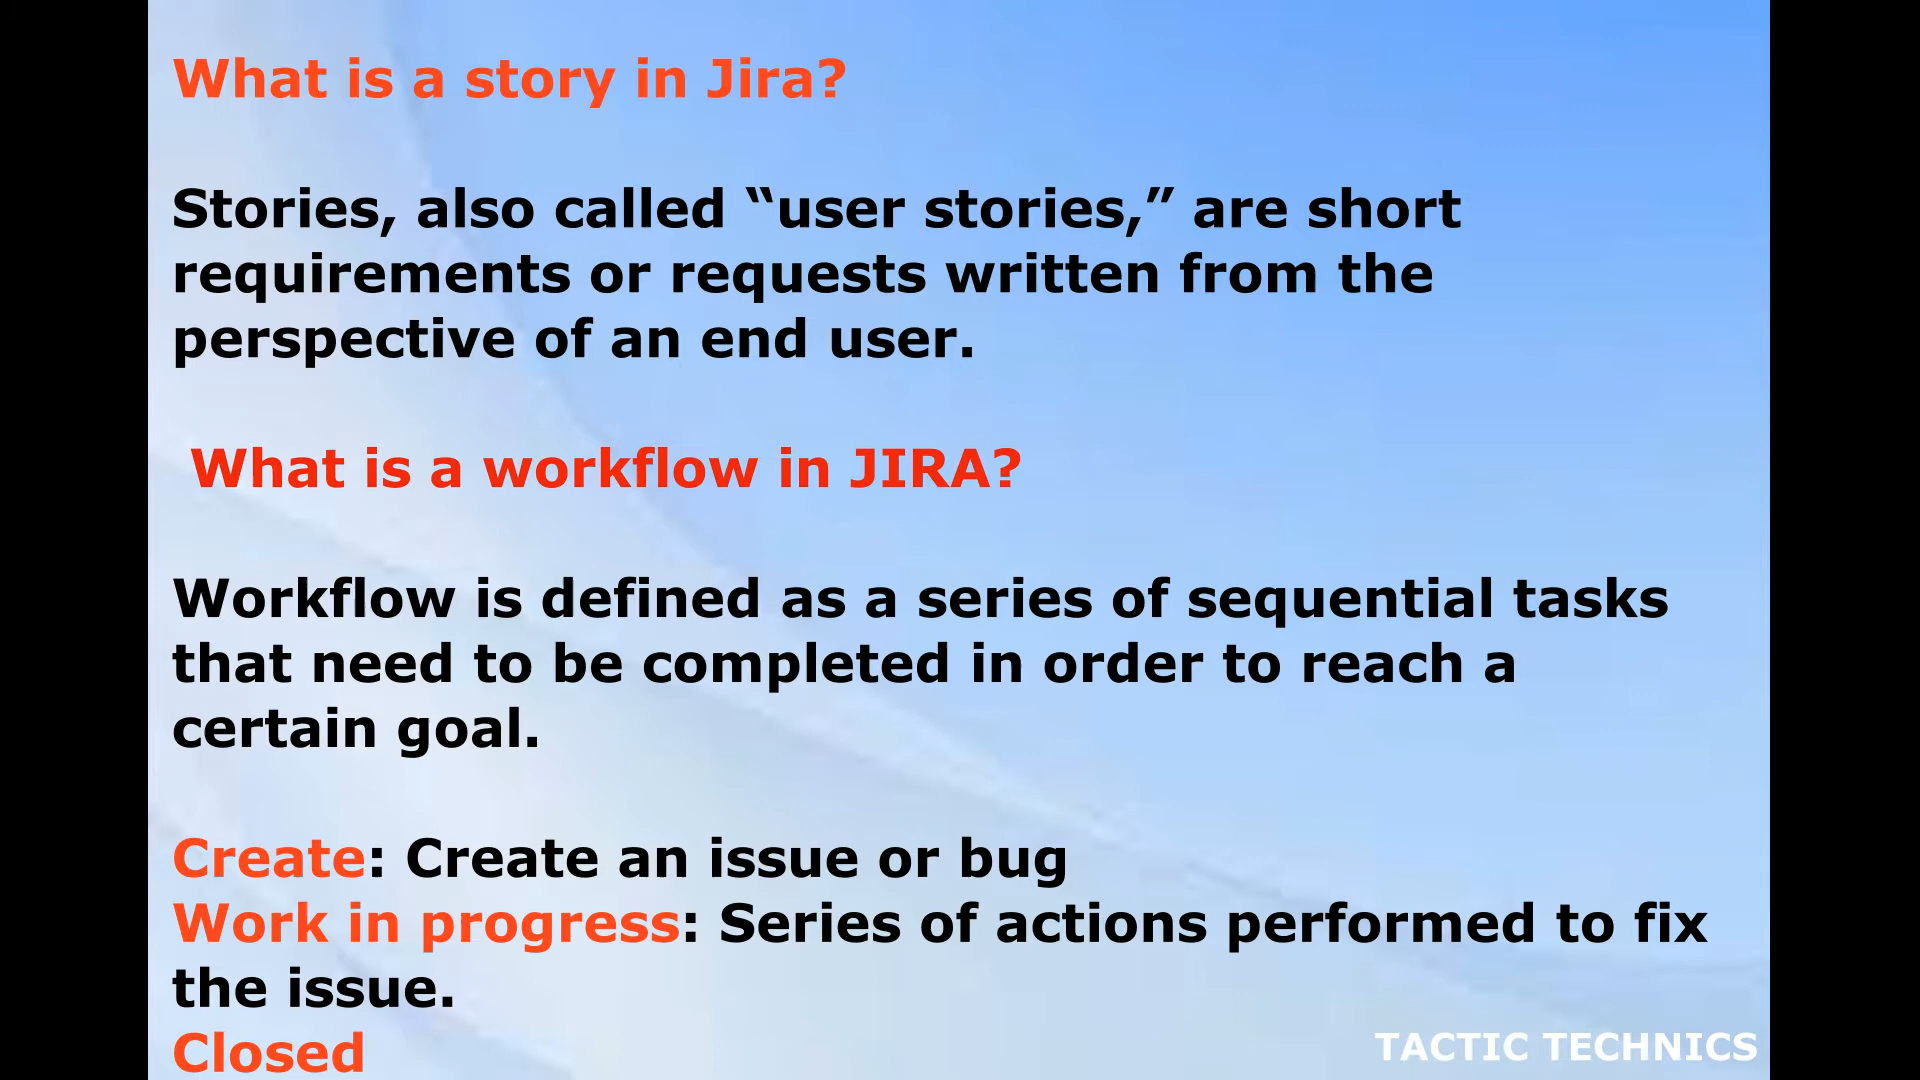 What is a story in Jira?
Stories, also called “user stories,” are short
requirements or requests written from the
perspective of an end user.
What is a workflow in JIRA?
Workflow is defined as a series of sequential tasks
that need to be completed in order to reach a
certain goal.
Create: Create an issue or bug
Work in progress: Series of actions performed to fix
the issue.
Closed
TACTIC TECHNICS